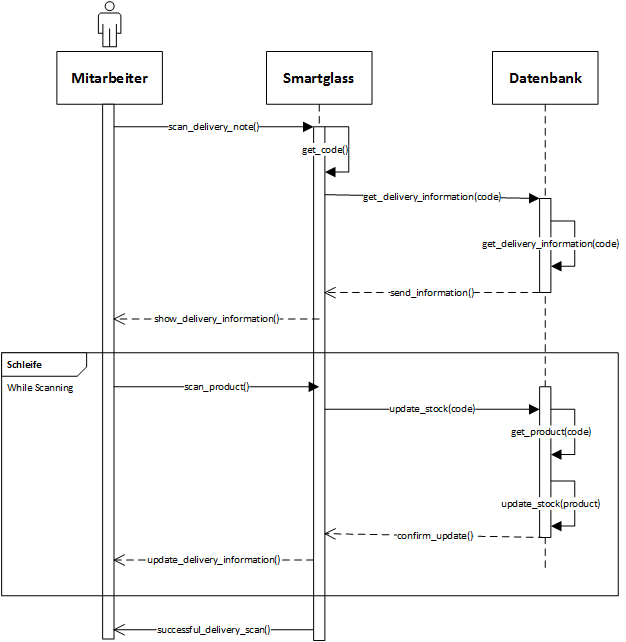 Mitarbeiter
Smartglass
Datenbank
scan_delivery_note()
get_code()
get_delivery_information(code)
get_delivery_information(code)
send_information()
show_delivery_information()
Schleife
While Scanning
scan_product()
update_stock(code)
get_product(code)
update_stock(product)
confirm_update()
update_delivery_information()
successful_delivery_scan()